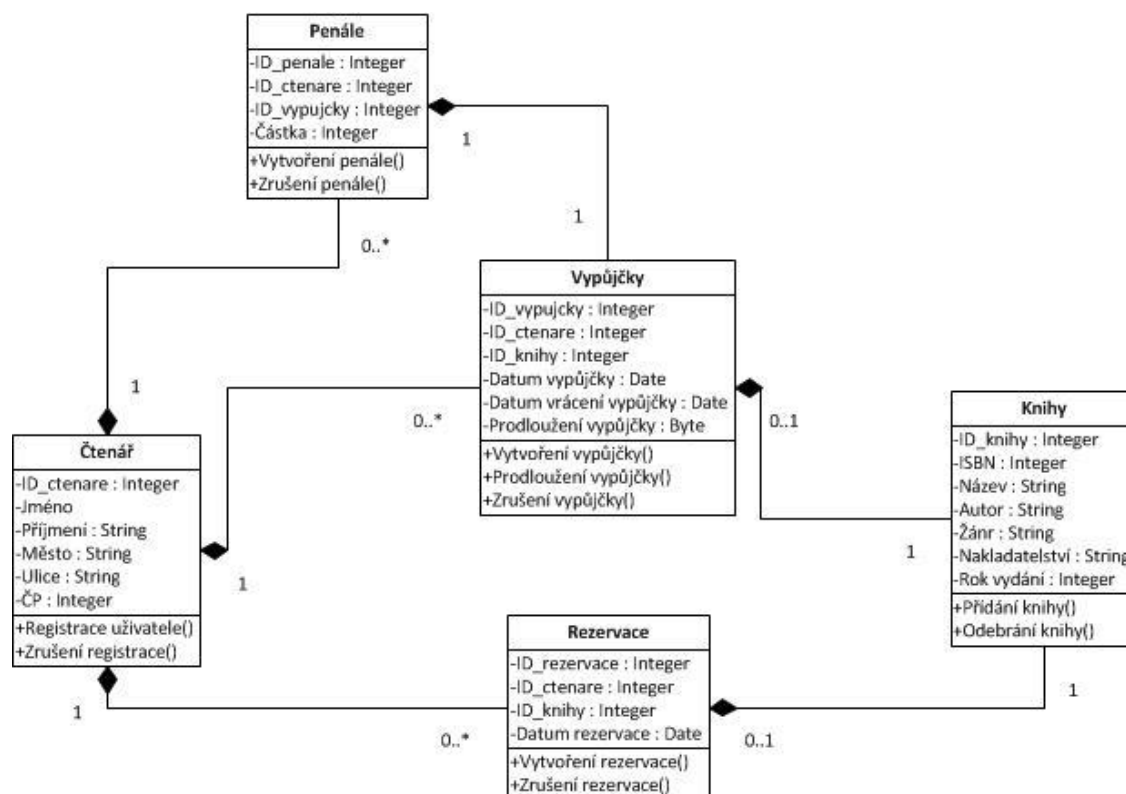 Penále
-ID_penale : Integer
-ID_ctenare : Integer
-ID_vypujcky : Integer
-Částka : Integer
+Vytvoření penále()
+Zrušení penále()
1
1
0..*
Vypůjčky
-ID_vypujcky : Integer
-ID_ctenare : Integer
-ID_knihy : Integer
-Datum vypůjčky : Date
-Datum vrácení vypůjčky : Date
-Prodloužení vypůjčky : Byte
+Vytvoření vypůjčky()
+Prodloužení vypůjčky()
+Zrušení vypůjčky()
1
0..*
0..1
Čtenář
-ID_ctenare : Integer
-Jméno
-Příjmení : String
-Město : String
-Ulice : String
-ČP : Integer
+Registrace uživatele()
+Zrušení registrace()
1
1
Knihy
-ID_knihy : Integer
-ISBN : Integer
-Název : String
-Autor : String
-Žánr : String
-Nakladatelství : String
-Rok vydání : Integer
+Přidání knihy()
+Odebrání knihy()
1
1
Rezervace
-ID_rezervace : Integer
-ID_ctenare : Integer
-ID_knihy : Integer
-Datum rezervace : Date
+Vytvoření rezervace()
+Zrušení rezervace()
0..*
0..1